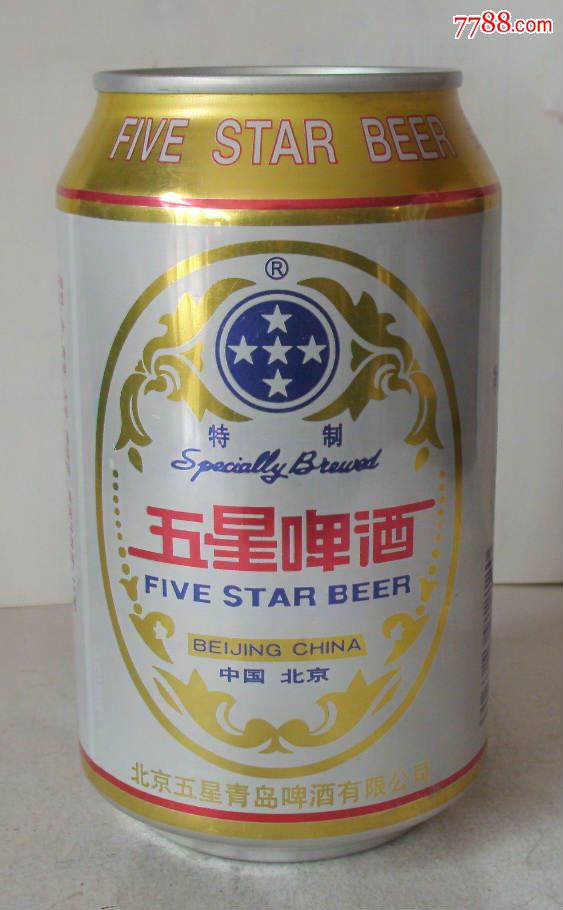 7788.com
FIVE STAR BEER
®
特 制
Specially Brewed
五星啤酒
FIVE STAR BEER
BEIJING CHINA
中国 北京
北京五星青岛啤酒有限公司